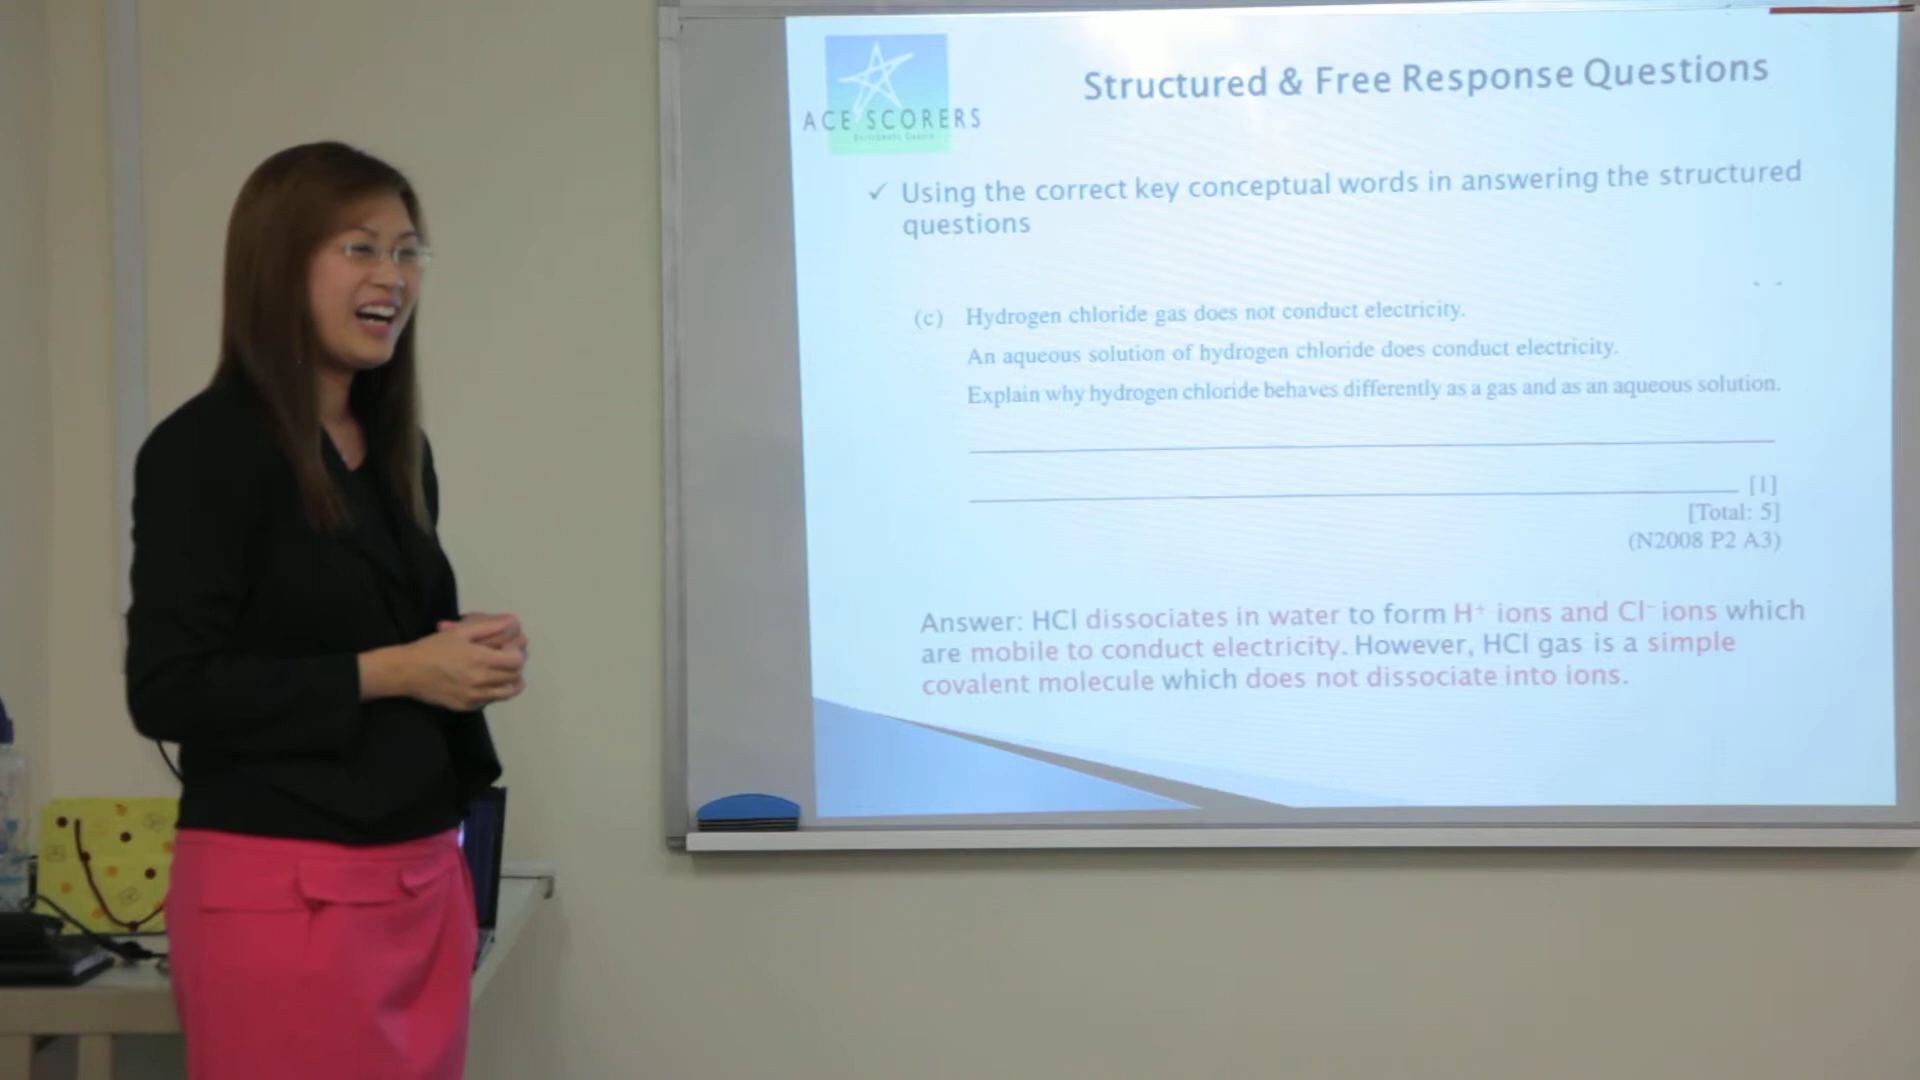 ACE SCORERS
Structured & Free Response Questions
✓ Using the correct key conceptual words in answering the structured
questions
(c) Hydrogen chloride gas does not conduct electricity.
An aqueous solution of hydrogen chloride does conduct electricity.
Explain why hydrogen chloride behaves differently as a gas and as an aqueous solution.
[1]
[Total: 5]
(N2008 P2 A3)
Answer: HCl dissociates in water to form H⁺ ions and Cl⁻ ions which
are mobile to conduct electricity. However, HCl gas is a simple
covalent molecule which does not dissociate into ions.